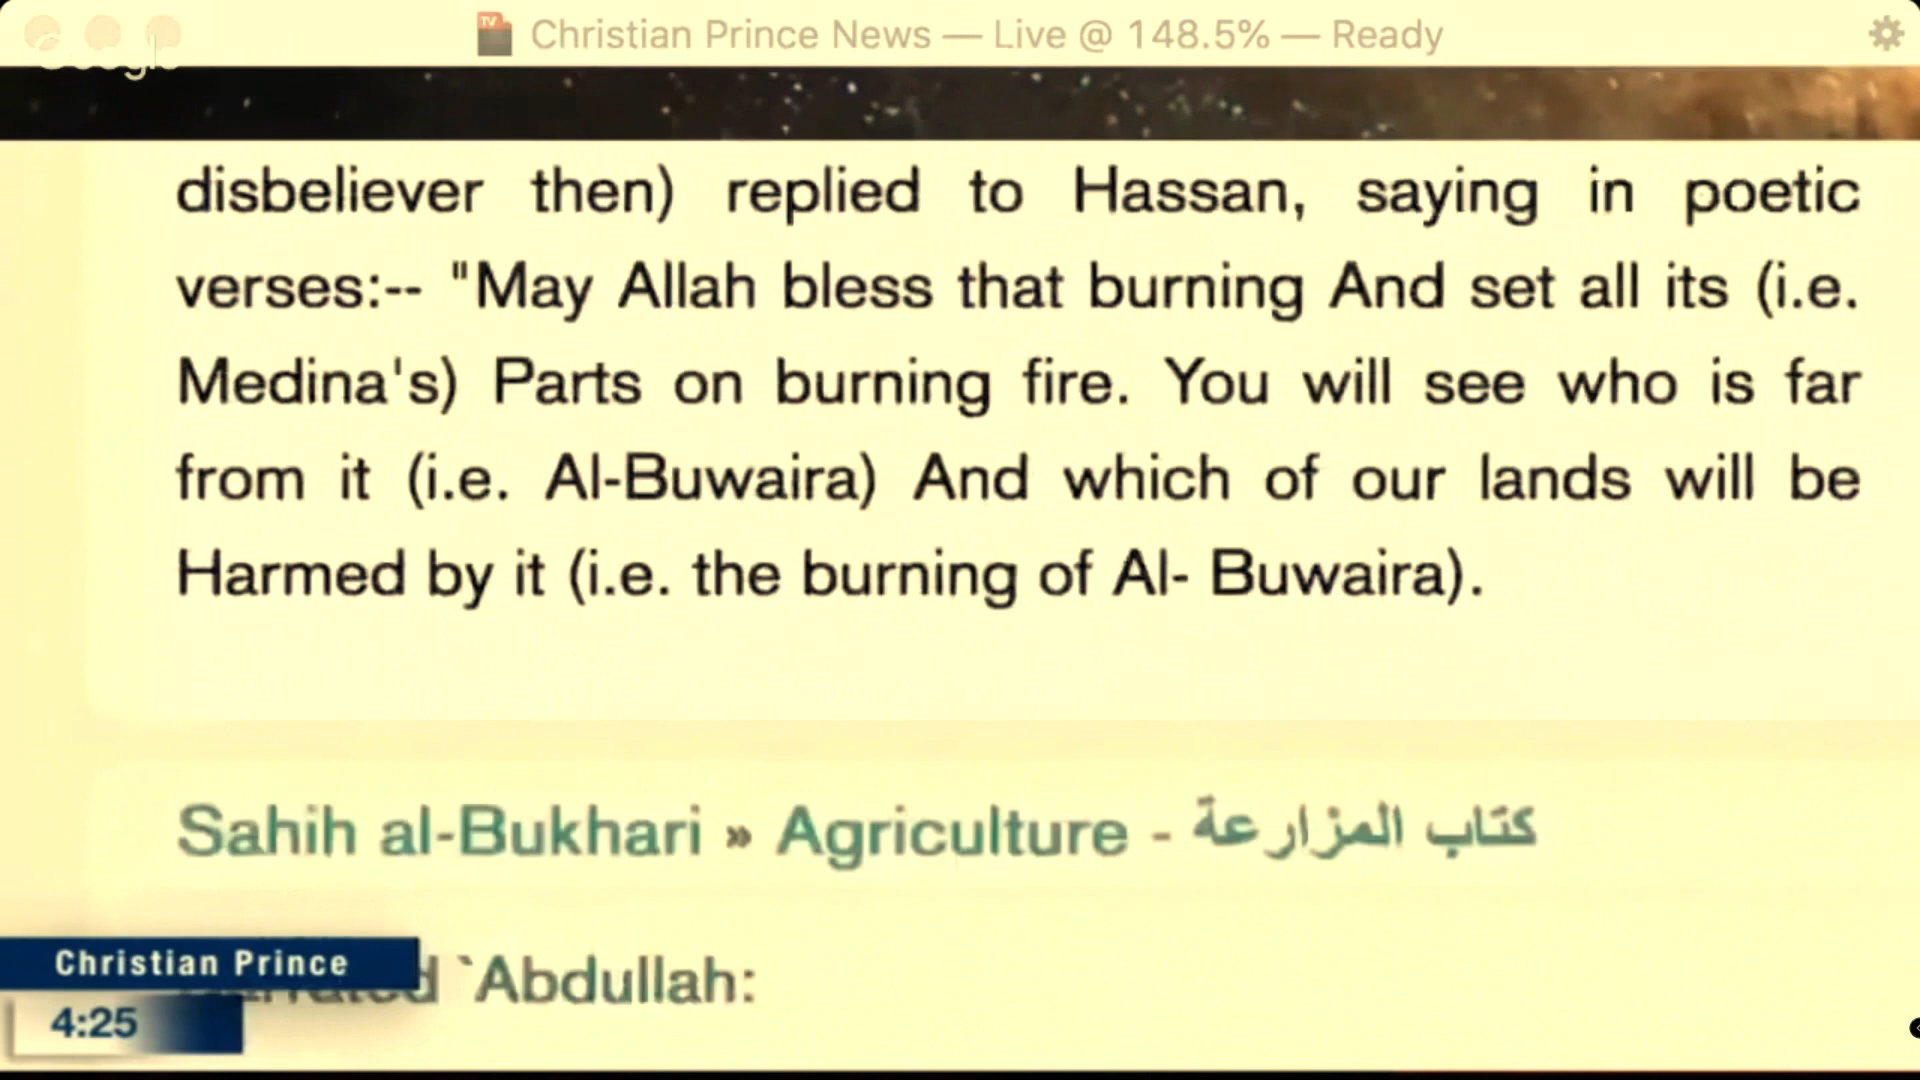 Christian Prince News — Live @ 148.5% — Ready
disbeliever then) replied to Hassan, saying in poetic
verses:-- "May Allah bless that burning And set all its (i.e.
Medina's) Parts on burning fire. You will see who is far
from it (i.e. Al-Buwaira) And which of our lands will be
Harmed by it (i.e. the burning of Al- Buwaira).
Sahih al-Bukhari » Agriculture - كتاب المزارعة
`Abdullah:
Christian Prince
4:25